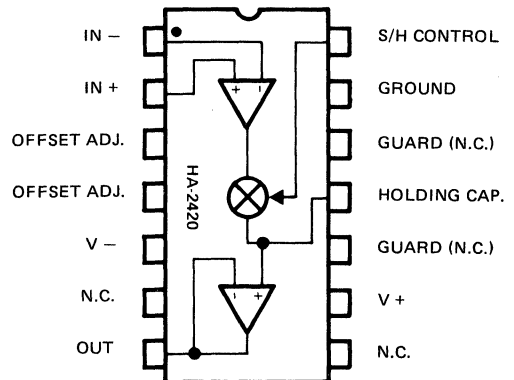 IN −
IN +
OFFSET ADJ.
OFFSET ADJ.
V −
N.C.
OUT
+ −
HA-2420
− +
S/H CONTROL
GROUND
GUARD (N.C.)
HOLDING CAP.
GUARD (N.C.)
V +
N.C.